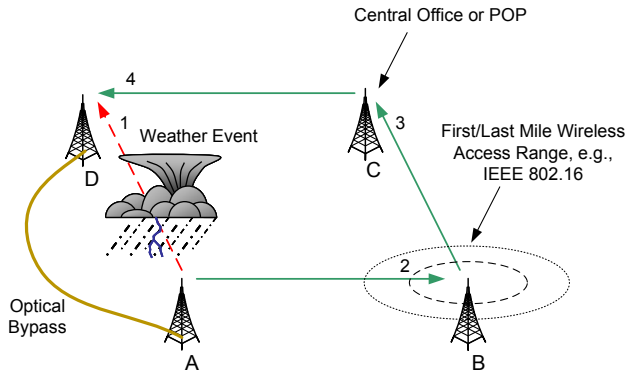 Central Office or POP
4
1
Weather Event
3
First/Last Mile Wireless
Access Range, e.g.,
IEEE 802.16
D
C
2
Optical
Bypass
A
B